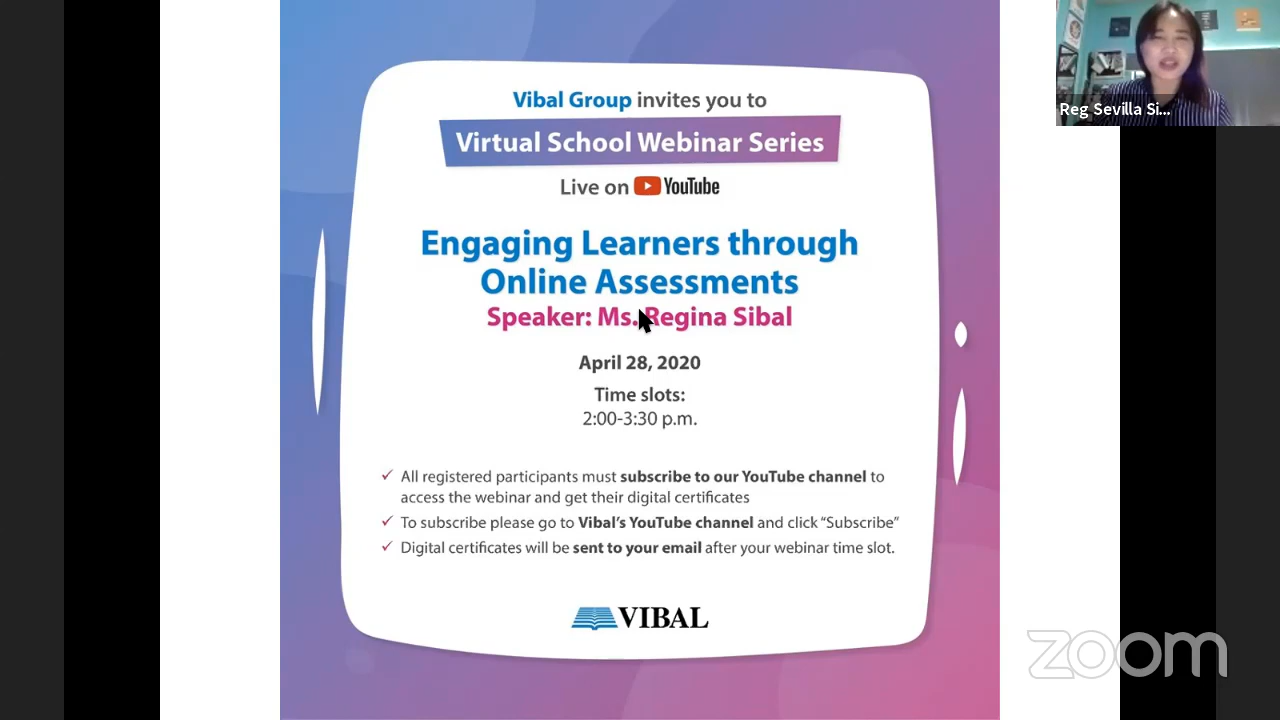 Vibal Group invites you to
Virtual School Webinar Series
Live on YouTube
Engaging Learners through
Online Assessments
Speaker: Ms. Regina Sibal
April 28, 2020
Time slots:
2:00-3:30 p.m.
All registered participants must subscribe to our YouTube channel to
access the webinar and get their digital certificates
To subscribe please go to Vibal's YouTube channel and click “Subscribe”
Digital certificates will be sent to your email after your webinar time slot.
VIBAL
Reg Sevilla Si...
zoom